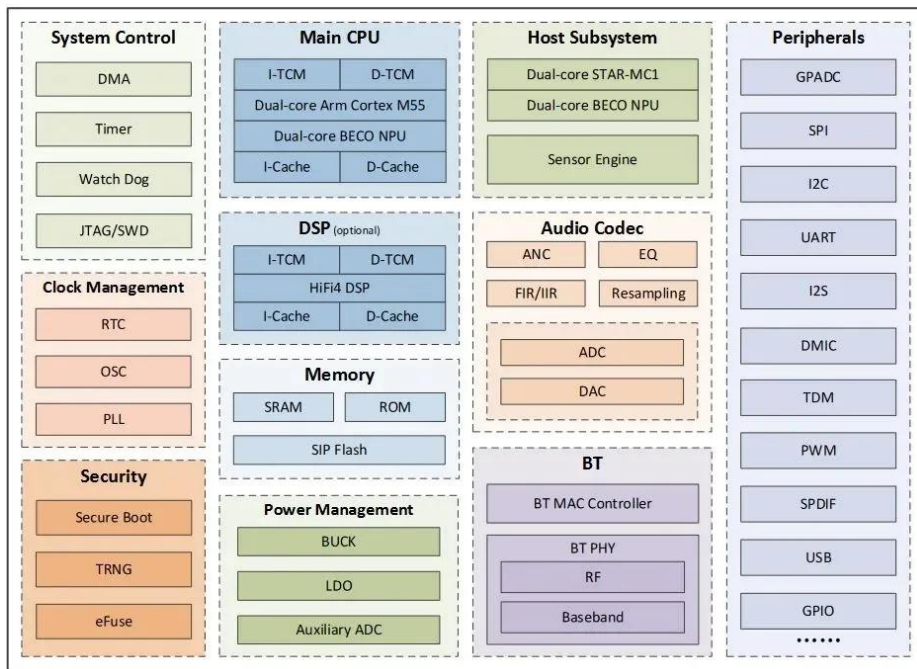 System Control
DMA
Timer
Watch Dog
JTAG/SWD
Clock Management
RTC
OSC
PLL
Security
Secure Boot
TRNG
eFuse
Main CPU
I-TCM D-TCM
Dual-core Arm Cortex M55
Dual-core BECO NPU
I-Cache D-Cache
DSP (optional)
I-TCM D-TCM
HiFi4 DSP
I-Cache D-Cache
Memory
SRAM ROM
SIP Flash
Power Management
BUCK
LDO
Auxiliary ADC
Host Subsystem
Dual-core STAR-MC1
Dual-core BECO NPU
Sensor Engine
Audio Codec
ANC EQ
FIR/IIR Resampling
ADC
DAC
BT
BT MAC Controller
BT PHY
RF
Baseband
Peripherals
GPADC
SPI
I2C
UART
I2S
DMIC
TDM
PWM
SPDIF
USB
GPIO
••••••